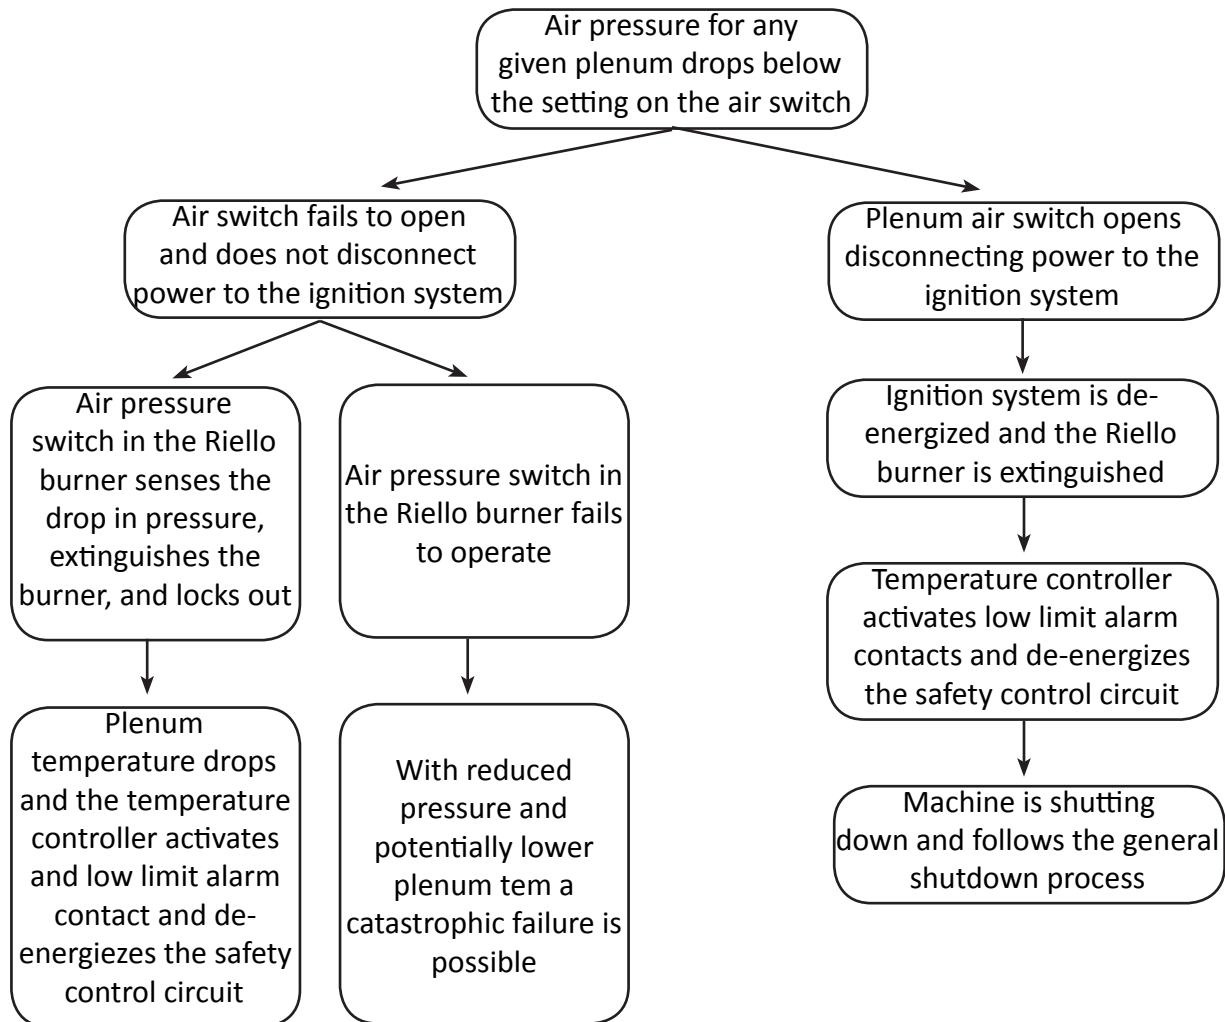 Air pressure for any
given plenum drops below
the setting on the air switch
Air switch fails to open
and does not disconnect
power to the ignition system
Plenum air switch opens
disconnecting power to the
ignition system
Air pressure
switch in the Riello
burner senses the
drop in pressure,
extinguishes the
burner, and locks out
Air pressure switch in
the Riello burner fails
to operate
Ignition system is de-
energized and the Riello
burner is extinguished
Temperature controller
activates low limit alarm
contacts and de-energizes
the safety control circuit
Plenum
temperature drops
and the temperature
controller activates
and low limit alarm
contact and de-
energiezes the safety
control circuit
With reduced
pressure and
potentially lower
plenum tem a
catastrophic failure is
possible
Machine is shutting
down and follows the general
shutdown process